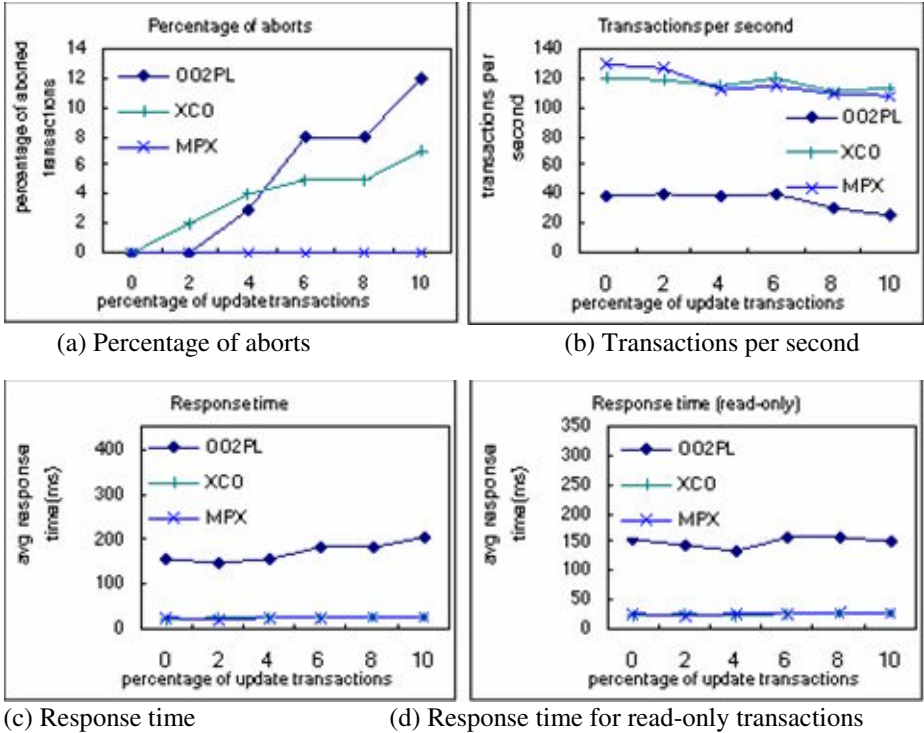 Percentage of aborts
percentage of aborted
transactions
14
12
10
8
6
4
2
0
OO2PL
XCO
MPX
0 2 4 6 8 10
percentage of update transactions
(a) Percentage of aborts
Transactions per second
transactions per
second
140
120
100
80
60
40
20
0
OO2PL
XCO
MPX
0 2 4 6 8 10
percentage of update transactions
(b) Transactions per second
Response time
avg response
time(ms)
400
300
200
100
0
OO2PL
XCO
MPX
0 2 4 6 8 10
percentage of update transactions
(c) Response time
Response time (read-only)
avg response
time(ms)
350
300
250
200
150
100
50
0
OO2PL
XCO
MPX
0 2 4 6 8 10
percentage of update transactions
(d) Response time for read-only transactions